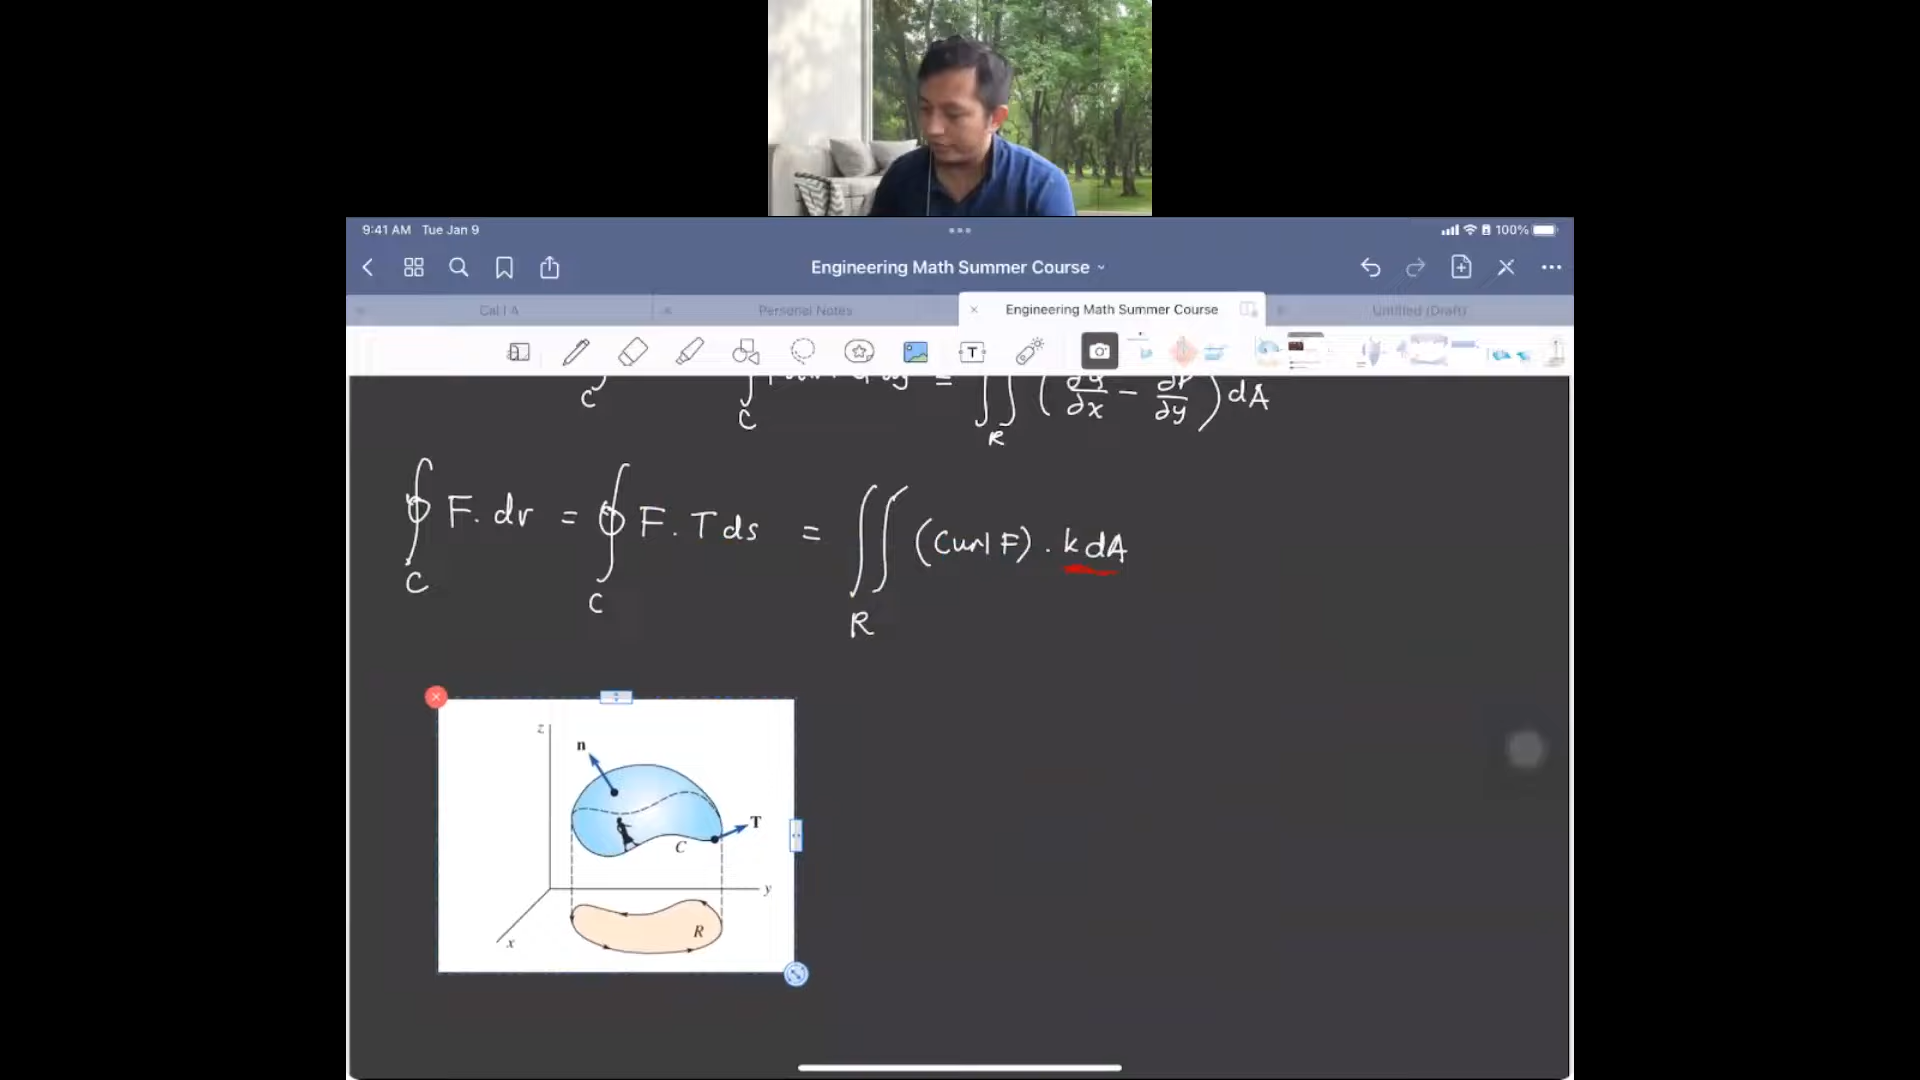 9:41 AM Tue Jan 9
100%
Engineering Math Summer Course
Cal I A
Personal Notes
Engineering Math Summer Course
Untitled (Draft)
T
C
C
= ∬ ( /∂x − /∂y ) dA
R
∮ F. dr = ∮ F. T ds = ∬ (Curl F) . k dA
C
C
R
z
n
T
C
y
R
x